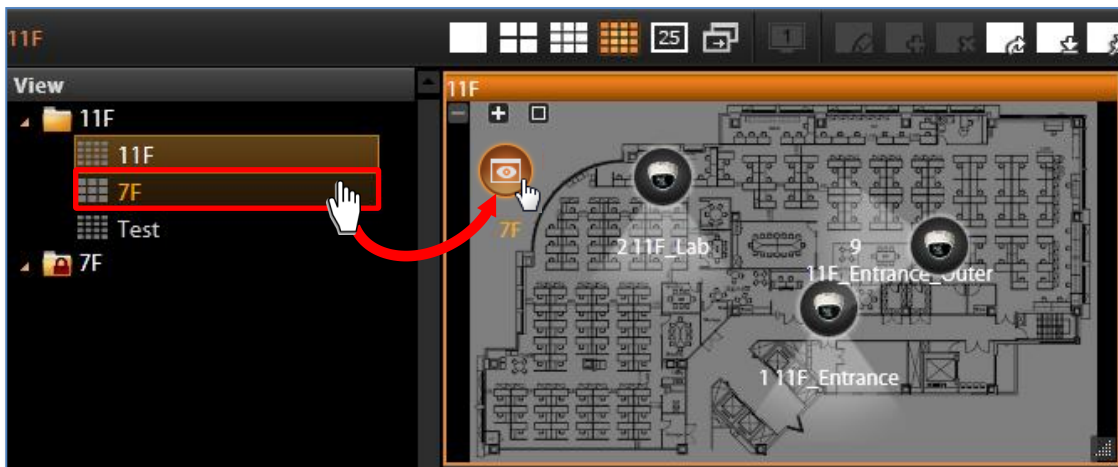 11F
25
1
View
11F
11F
7F
Test
7F
11F
7F
2 11F_Lab
9
11F_Entrance_Outer
1 11F_Entrance